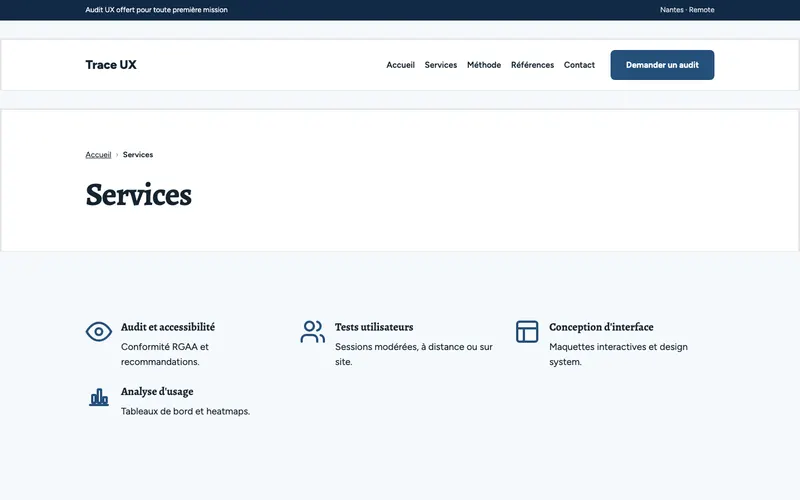 Audit UX offert pour toute première mission
Nantes · Remote
Trace UX
Accueil
Services
Méthode
Références
Contact
Demander un audit
Accueil › Services
Services
Audit et accessibilité
Conformité RGAA et
recommandations.
Tests utilisateurs
Sessions modérées, à distance ou sur
site.
Conception d'interface
Maquettes interactives et design
system.
Analyse d'usage
Tableaux de bord et heatmaps.